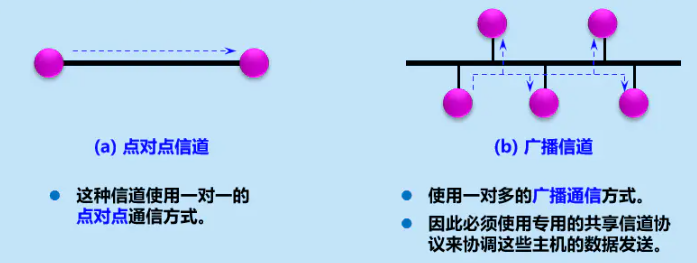 (a) 点对点信道
(b) 广播信道
这种信道使用一对一的
点对点通信方式。
使用一对多的广播通信方式。
因此必须使用专用的共享信道协
议来协调这些主机的数据发送。